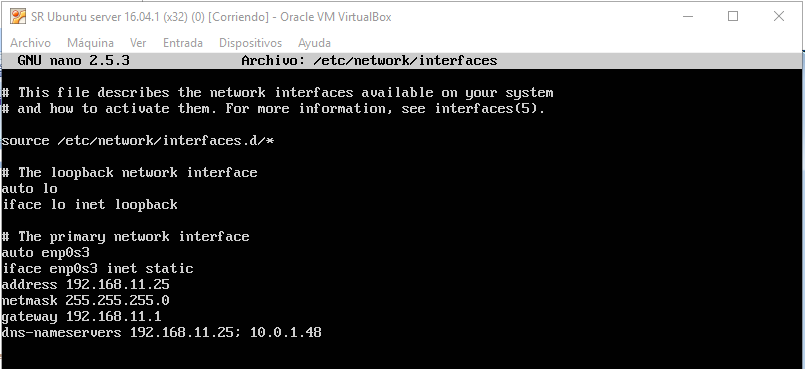 SR Ubuntu server 16.04.1 (x32) (0) [Corriendo] - Oracle VM VirtualBox
Archivo Máquina Ver Entrada Dispositivos Ayuda
GNU nano 2.5.3 Archivo: /etc/network/interfaces
# This file describes the network interfaces available on your system
# and how to activate them. For more information, see interfaces(5).
source /etc/network/interfaces.d/*
# The loopback network interface
auto lo
iface lo inet loopback
# The primary network interface
auto enp0s3
iface enp0s3 inet static
address 192.168.11.25
netmask 255.255.255.0
gateway 192.168.11.1
dns-nameservers 192.168.11.25; 10.0.1.48